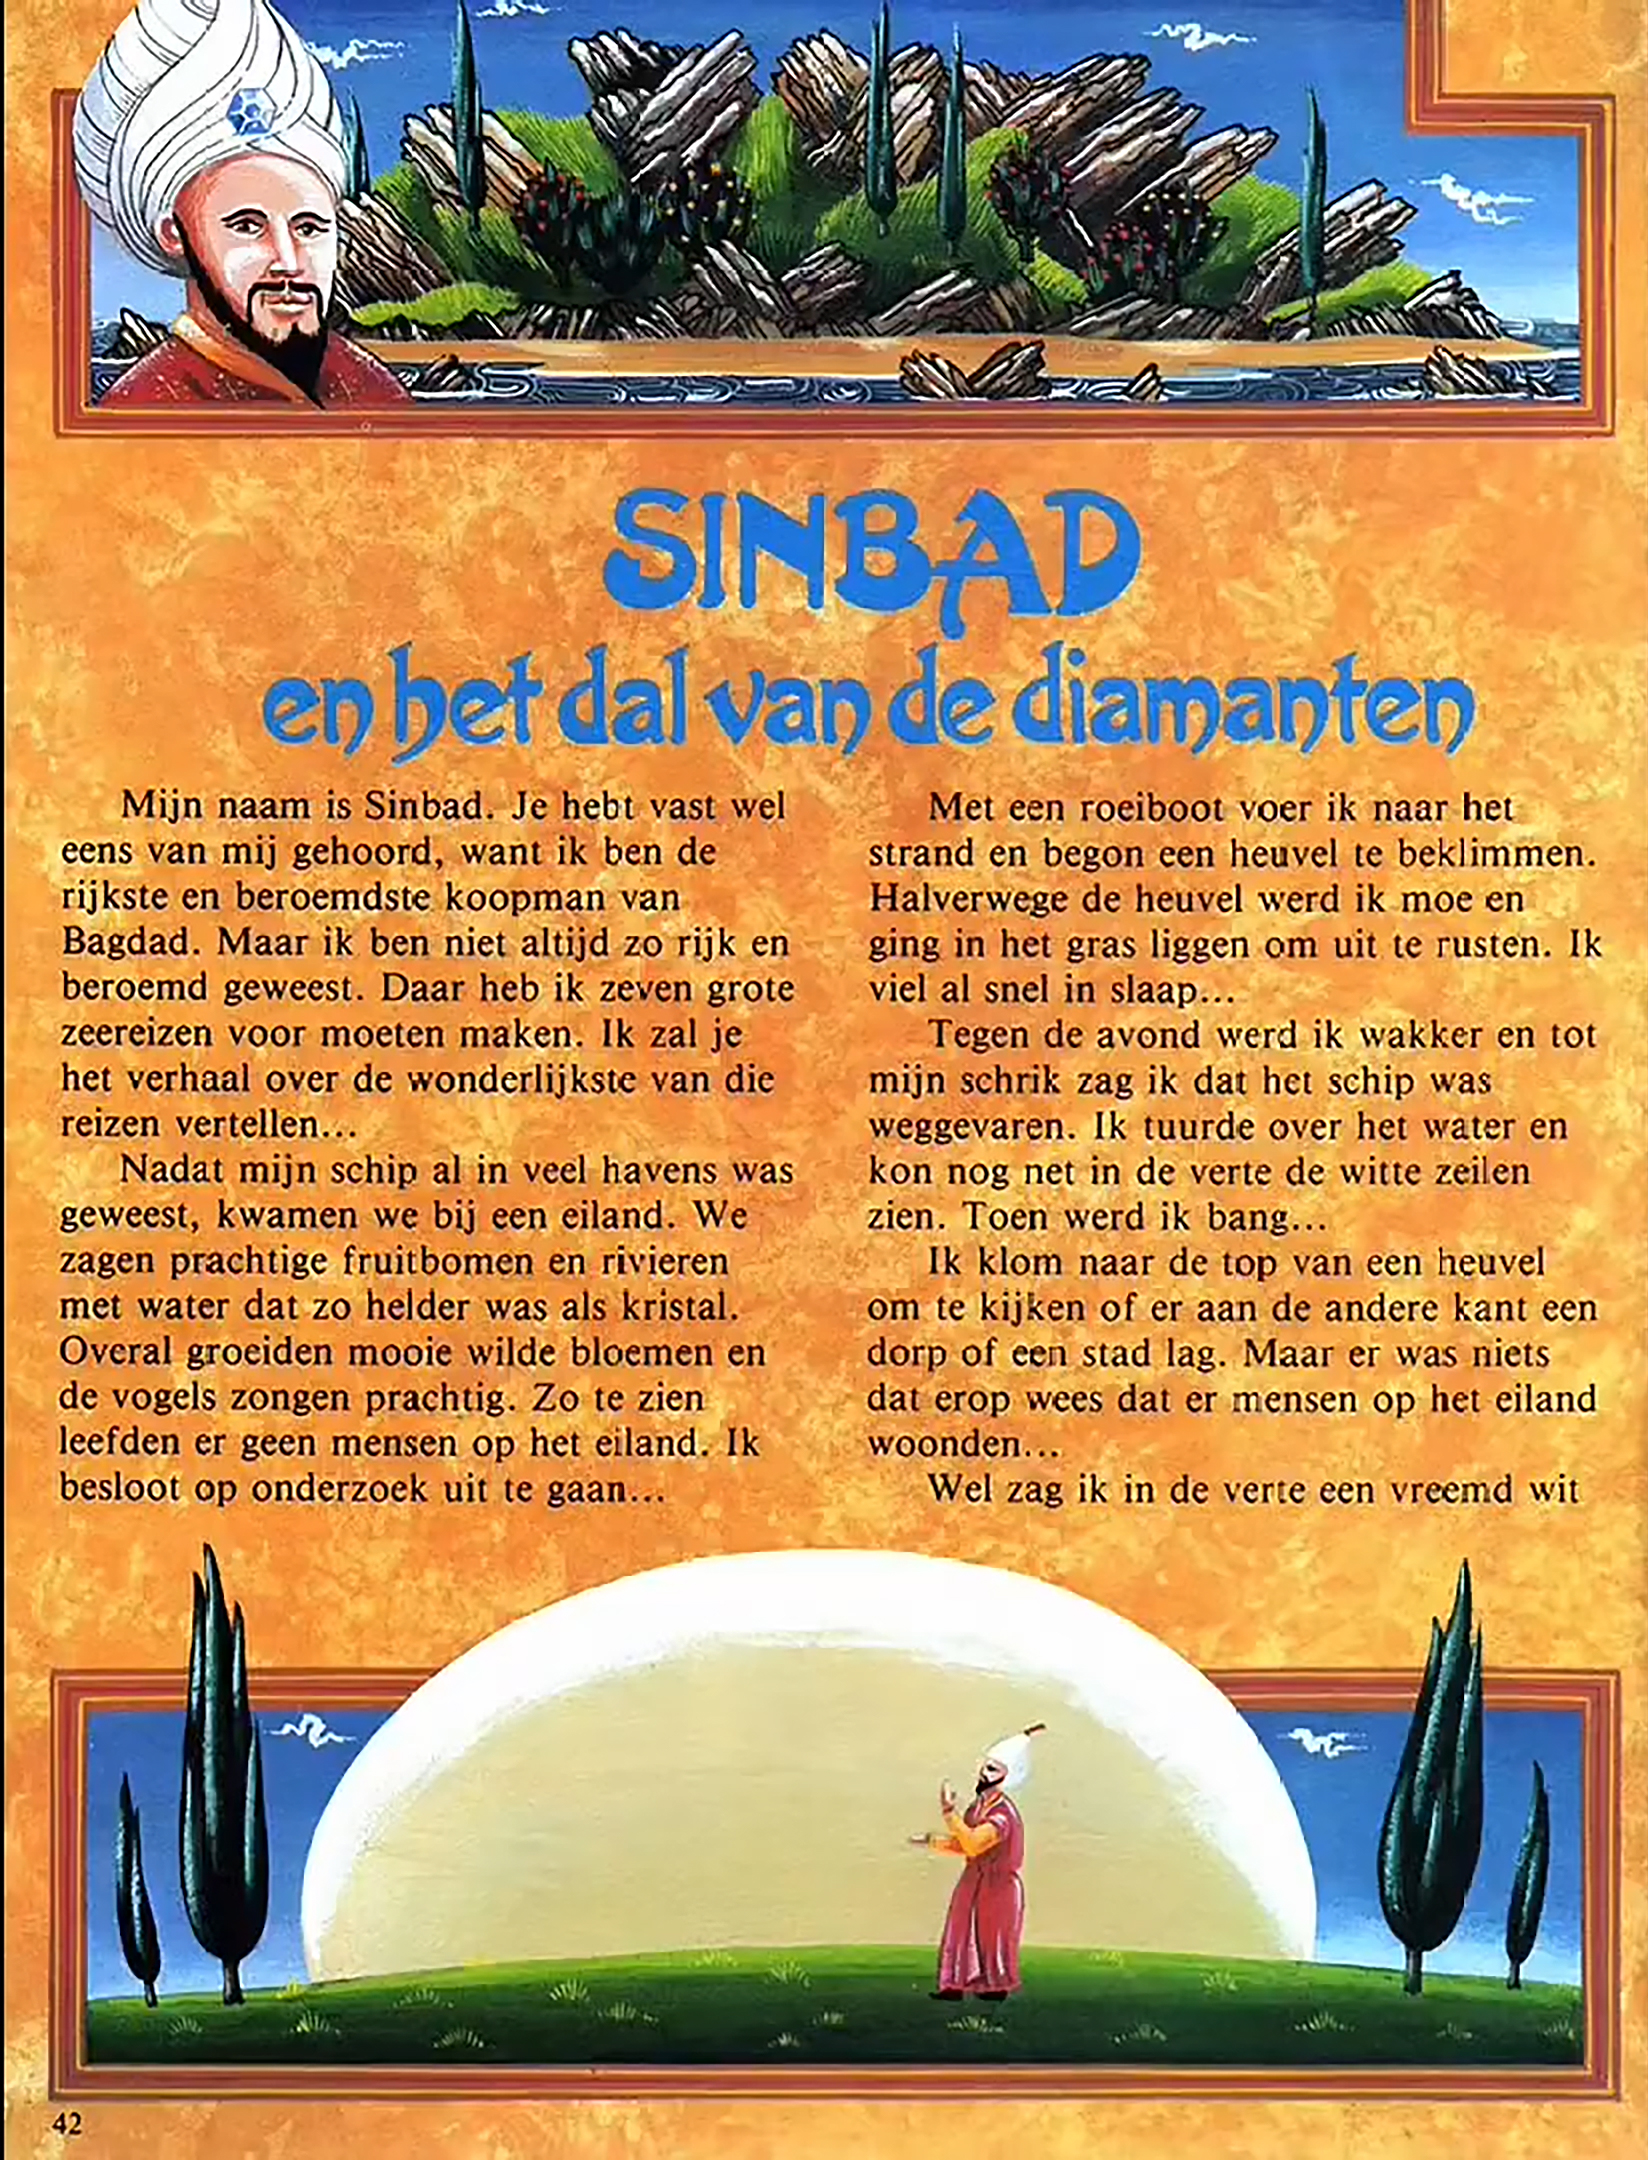 SINBAD
en het dal van de diamanten
Mijn naam is Sinbad. Je hebt vast wel
eens van mij gehoord, want ik ben de
rijkste en beroemdste koopman van
Bagdad. Maar ik ben niet altijd zo rijk en
beroemd geweest. Daar heb ik zeven grote
zeereizen voor moeten maken. Ik zal je
het verhaal over de wonderlijkste van die
reizen vertellen...
Nadat mijn schip al in veel havens was
geweest, kwamen we bij een eiland. We
zagen prachtige fruitbomen en rivieren
met water dat zo helder was als kristal.
Overal groeiden mooie wilde bloemen en
de vogels zongen prachtig. Zo te zien
leefden er geen mensen op het eiland. Ik
besloot op onderzoek uit te gaan...
Met een roeiboot voer ik naar het
strand en begon een heuvel te beklimmen.
Halverwege de heuvel werd ik moe en
ging in het gras liggen om uit te rusten. Ik
viel al snel in slaap...
Tegen de avond werd ik wakker en tot
mijn schrik zag ik dat het schip was
weggevaren. Ik tuurde over het water en
kon nog net in de verte de witte zeilen
zien. Toen werd ik bang...
Ik klom naar de top van een heuvel
om te kijken of er aan de andere kant een
dorp of een stad lag. Maar er was niets
dat erop wees dat er mensen op het eiland
woonden...
Wel zag ik in de verte een vreemd wit
42